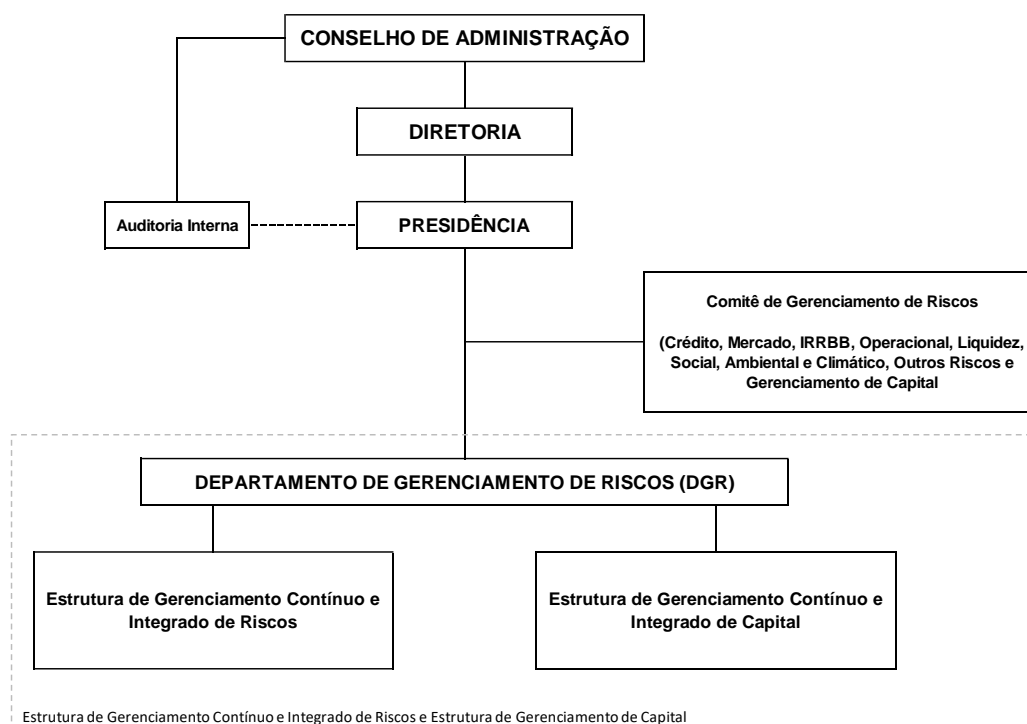 CONSELHO DE ADMINISTRAÇÃO
DIRETORIA
Auditoria Interna
PRESIDÊNCIA
Comitê de Gerenciamento de Riscos
(Crédito, Mercado, IRRBB, Operacional, Liquidez,
Social, Ambiental e Climático, Outros Riscos e
Gerenciamento de Capital
DEPARTAMENTO DE GERENCIAMENTO DE RISCOS (DGR)
Estrutura de Gerenciamento Contínuo e
Integrado de Riscos
Estrutura de Gerenciamento Contínuo e
Integrado de Capital
Estrutura de Gerenciamento Contínuo e Integrado de Riscos e Estrutura de Gerenciamento de Capital